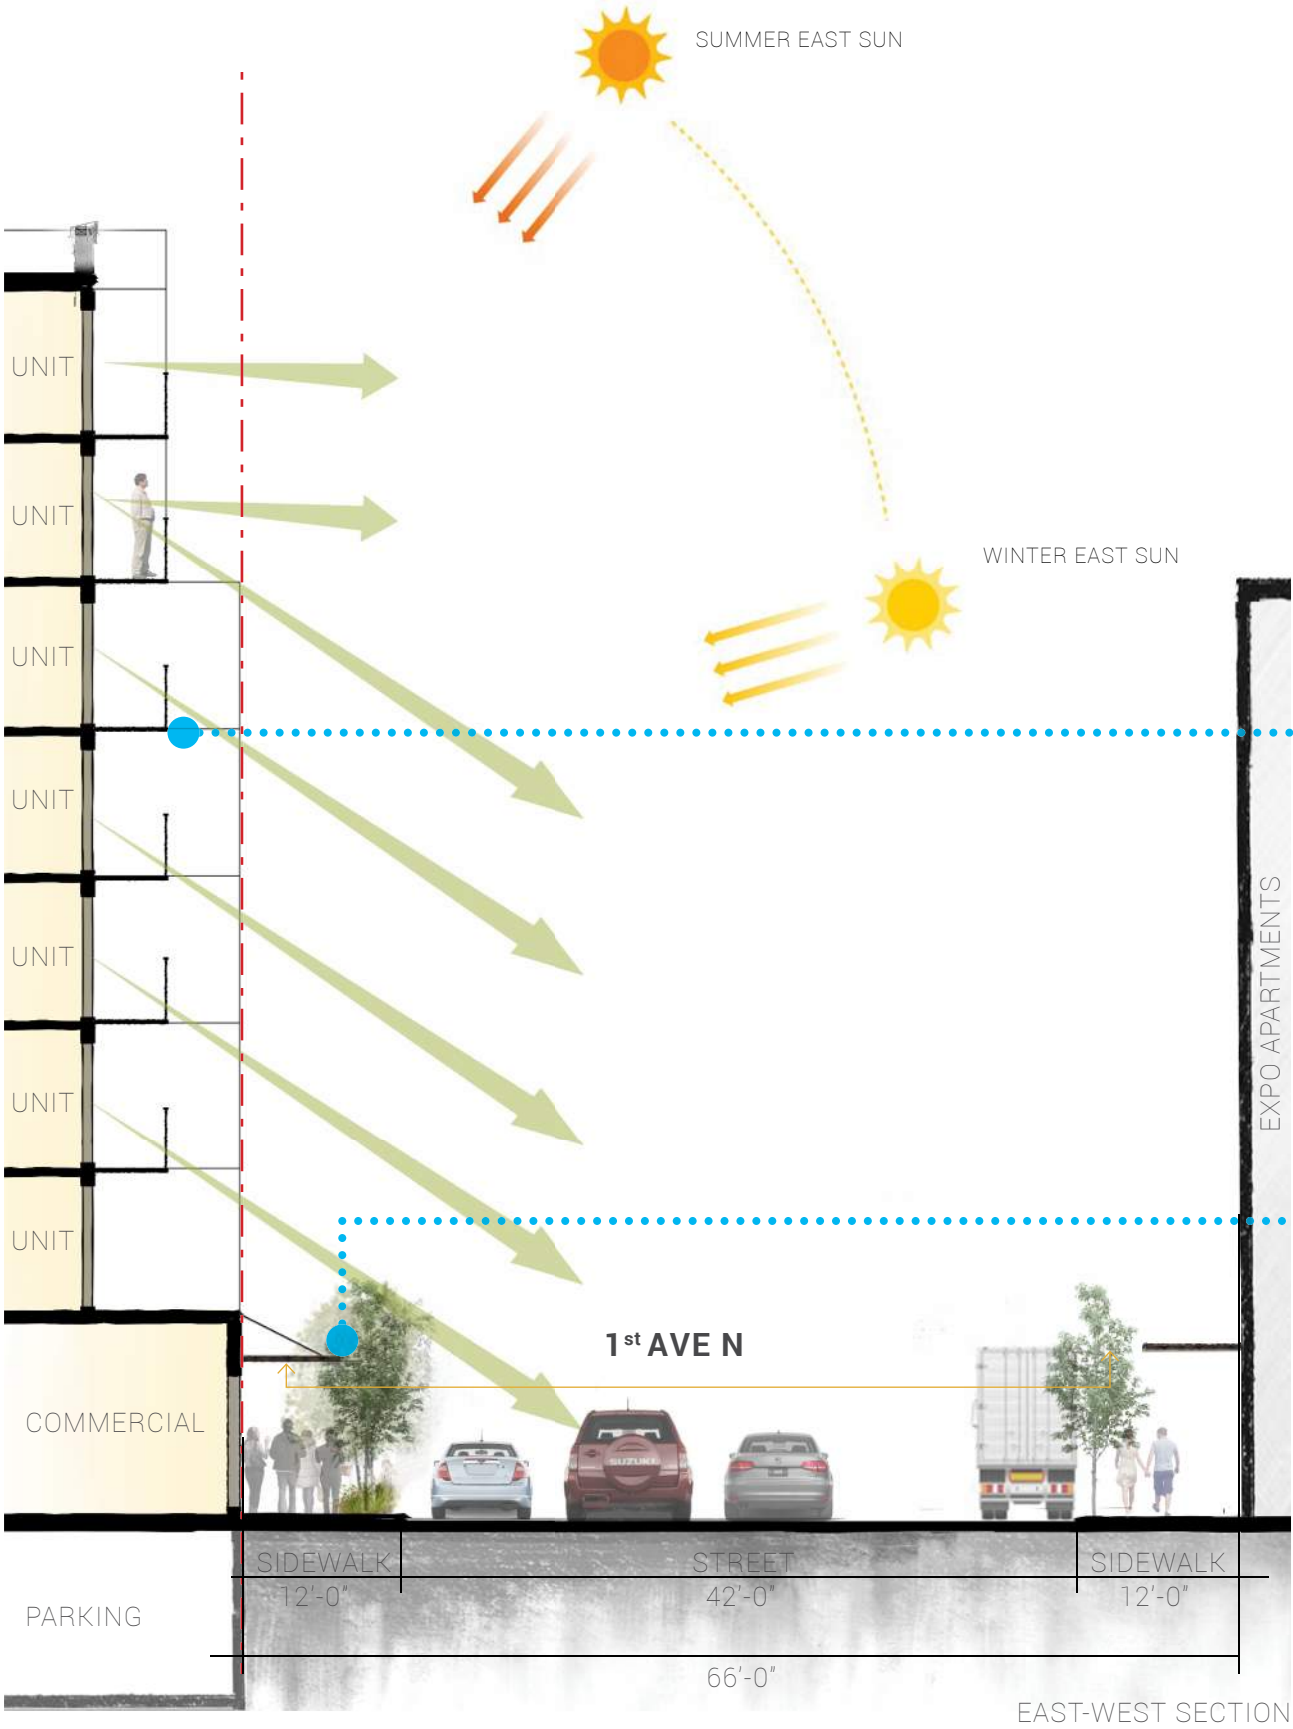 SUMMER EAST SUN
UNIT
UNIT
WINTER EAST SUN
UNIT
UNIT
EXPO APARTMENTS
UNIT
UNIT
UNIT
1st AVE N
COMMERCIAL
SUZUKI
SIDEWALK
12'-0"
STREET
42'-0"
SIDEWALK
12'-0"
PARKING
66'-0"
EAST-WEST SECTION